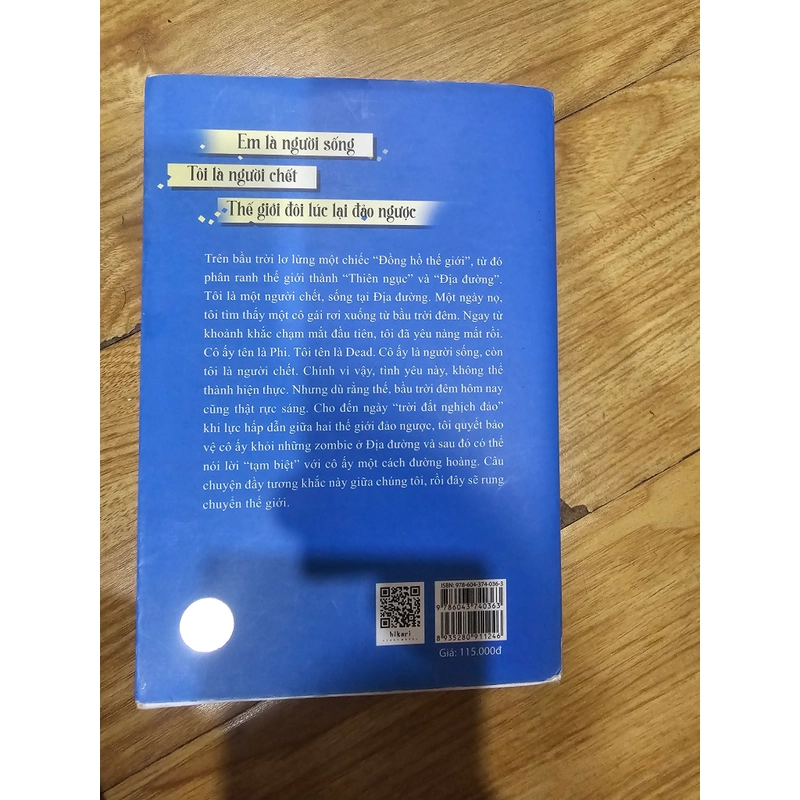 Em là người sống
Tôi là người chết
Thế giới đôi lúc lại đảo ngược
Trên bầu trời lơ lửng một chiếc “Đồng hồ thế giới”, từ đó
phân ranh thế giới thành “Thiên ngục” và “Địa đường”.
Tôi là một người chết, sống tại Địa đường. Một ngày nọ,
tôi tìm thấy một cô gái rơi xuống từ bầu trời đêm. Ngay từ
khoảnh khắc chạm mắt đầu tiên, tôi đã yêu nàng mất rồi.
Cô ấy tên là Phi. Tôi tên là Dead. Cô ấy là người sống, còn
tôi là người chết. Chính vì vậy, tình yêu này, không thể
thành hiện thực. Nhưng dù rằng thế, bầu trời đêm hôm nay
cũng thật rực sáng. Cho đến ngày “trời đất nghịch đảo”
khi lực hấp dẫn giữa hai thế giới đảo ngược, tôi quyết bảo
vệ cô ấy khỏi những zombie ở Địa đường và sau đó có thể
nói lời “tạm biệt” với cô ấy một cách đường hoàng. Câu
chuyện đầy tương khắc này giữa chúng tôi, rồi đây sẽ rung
chuyển thế giới.
ISBN: 978-604-374-036-3
9 786043 740363
8 935280 911246
hikari
Giá: 115.000đ